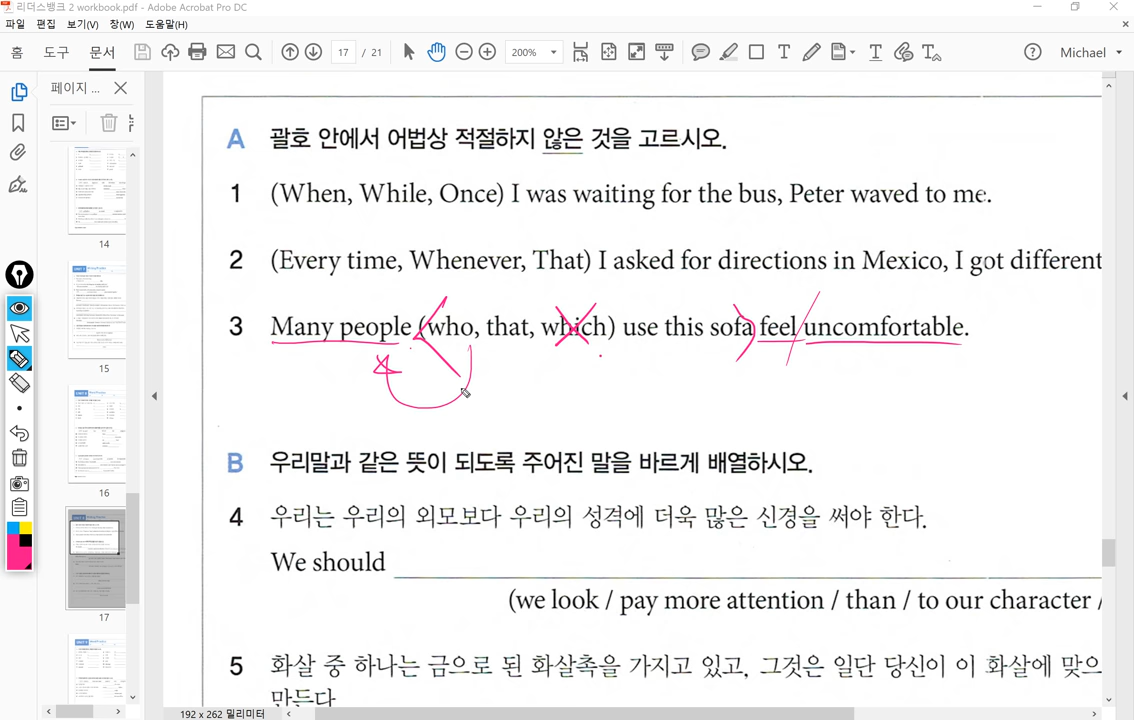 리더스뱅크 2 workbook.pdf - Adobe Acrobat Pro DC
파일 편집 보기(V) 창(W) 도움말(H)
홈 도구 문서 17 / 21 200% Michael
페이지 ...
A 괄호 안에서 어법상 적절하지 않은 것을 고르시오.
1 (When, While, Once) I was waiting for the bus, Peter waved to me.
2 (Every time, Whenever, That) I asked for directions in Mexico, I got different
3 Many people (who, that, which) use this sofa feel uncomfortable.
B 우리말과 같은 뜻이 되도록 주어진 말을 바르게 배열하시오.
4 우리는 우리의 외모보다 우리의 성격에 더욱 많은 신경을 써야 한다.
We should
(we look / pay more attention / than / to our character /
5 화살 중 하나는 금으로 된 화살촉을 가지고 있고, 그것은 일단 당신이 이 화살에 맞으
만든다
14
15
16
17
192 x 262 밀리미터